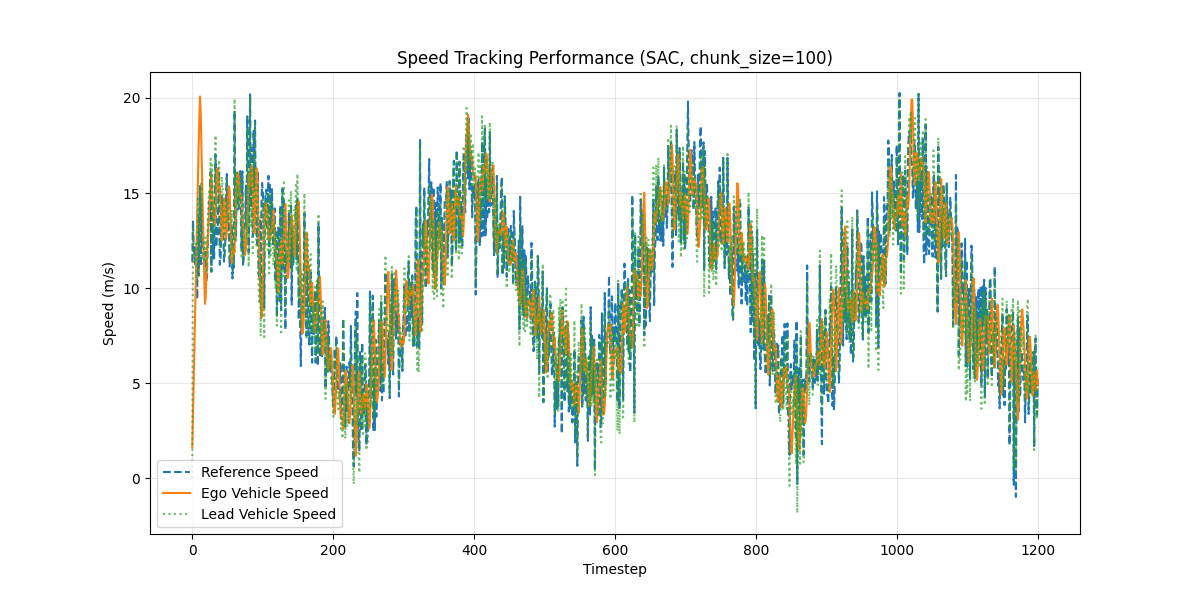 Speed Tracking Performance (SAC, chunk_size=100)
Speed (m/s)
20
15
10
5
0
Reference Speed
Ego Vehicle Speed
Lead Vehicle Speed
0 200 400 600 800 1000 1200
Timestep